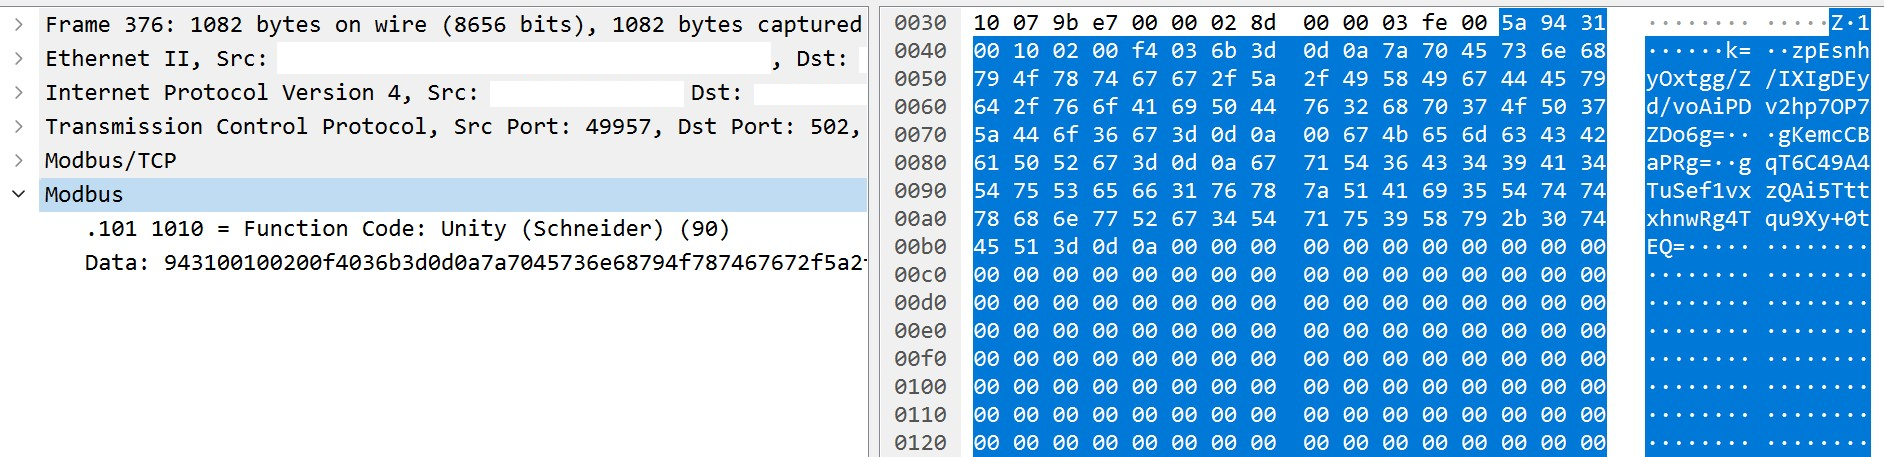 Frame 376: 1082 bytes on wire (8656 bits), 1082 bytes captured
Ethernet II, Src: , Dst:
Internet Protocol Version 4, Src: Dst:
Transmission Control Protocol, Src Port: 49957, Dst Port: 502,
Modbus/TCP
Modbus
.101 1010 = Function Code: Unity (Schneider) (90)
Data: 943100100200f4036b3d0d0a7a7045736e68794f787467672f5a2
0030 10 07 9b e7 00 00 02 8d 00 00 03 fe 00 5a 94 31 ········ ·····Z·1
0040 00 10 02 00 f4 03 6b 3d 0d 0a 7a 70 45 73 6e 68 ······k= ··zpEsnh
0050 79 4f 78 74 67 67 2f 5a 2f 49 58 49 67 44 45 79 yOxtgg/Z /IXIgDEy
0060 64 2f 76 6f 41 69 50 44 76 32 68 70 37 4f 50 37 d/voAiPD v2hp7OP7
0070 5a 44 6f 36 67 3d 0d 0a 00 67 4b 65 6d 63 43 42 ZDo6g=·· ·gKemcCB
0080 61 50 52 67 3d 0d 0a 67 71 54 36 43 34 39 41 34 aPRg=··g qT6C49A4
0090 54 75 53 65 66 31 76 78 7a 51 41 69 35 54 74 74 TuSef1vx zQAi5Ttt
00a0 78 68 6e 77 52 67 34 54 71 75 39 58 79 2b 30 74 xhnwRg4T qu9Xy+0t
00b0 45 51 3d 0d 0a 00 00 00 00 00 00 00 00 00 00 00 EQ=····· ········
00c0 00 00 00 00 00 00 00 00 00 00 00 00 00 00 00 00 ········ ········
00d0 00 00 00 00 00 00 00 00 00 00 00 00 00 00 00 00 ········ ········
00e0 00 00 00 00 00 00 00 00 00 00 00 00 00 00 00 00 ········ ········
00f0 00 00 00 00 00 00 00 00 00 00 00 00 00 00 00 00 ········ ········
0100 00 00 00 00 00 00 00 00 00 00 00 00 00 00 00 00 ········ ········
0110 00 00 00 00 00 00 00 00 00 00 00 00 00 00 00 00 ········ ········
0120 00 00 00 00 00 00 00 00 00 00 00 00 00 00 00 00 ········ ········